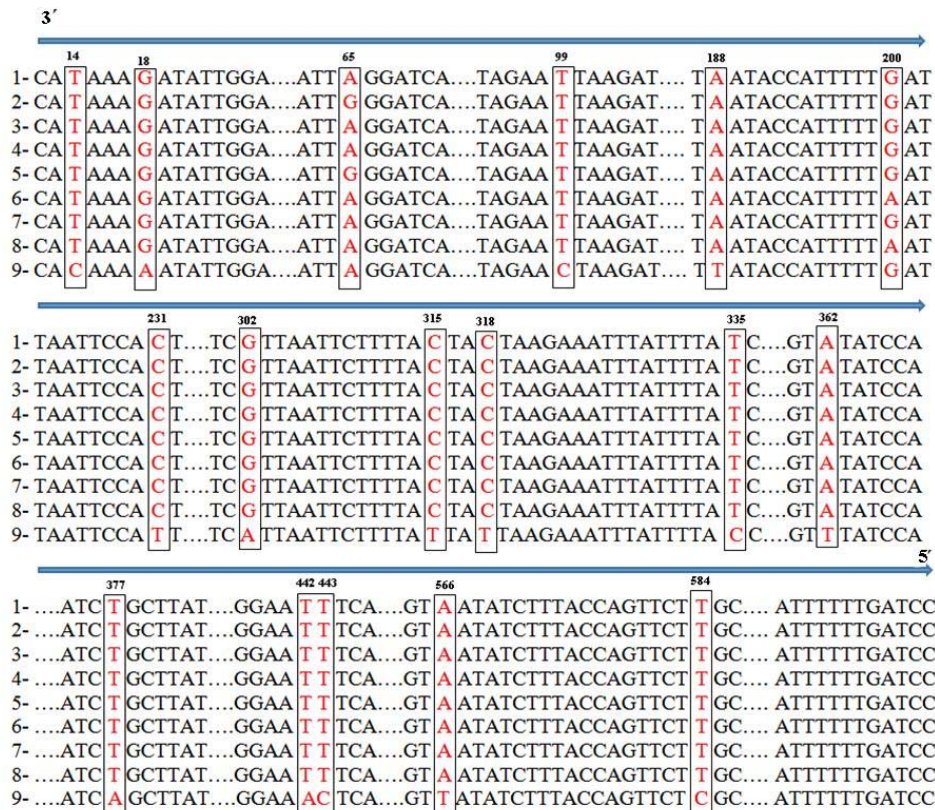 3´
14 18 65 99 188 200
1- CA T AAA G ATATTGGA....ATT A GGATCA....TAGAA T TAAGAT.... T A ATACCATTTTT G AT
2- CA T AAA G ATATTGGA....ATT G GGATCA....TAGAA T TAAGAT.... T A ATACCATTTTT G AT
3- CA T AAA G ATATTGGA....ATT A GGATCA....TAGAA T TAAGAT.... T A ATACCATTTTT G AT
4- CA T AAA G ATATTGGA....ATT A GGATCA....TAGAA T TAAGAT.... T A ATACCATTTTT G AT
5- CA T AAA G ATATTGGA....ATT G GGATCA....TAGAA T TAAGAT.... T A ATACCATTTTT G AT
6- CA T AAA G ATATTGGA....ATT A GGATCA....TAGAA T TAAGAT.... T A ATACCATTTTT A AT
7- CA T AAA G ATATTGGA....ATT A GGATCA....TAGAA T TAAGAT.... T A ATACCATTTTT G AT
8- CA T AAA G ATATTGGA....ATT A GGATCA....TAGAA T TAAGAT.... T A ATACCATTTTT A AT
9- CA C AAA A ATATTGGA....ATT A GGATCA....TAGAA C TAAGAT.... T T ATACCATTTTT G AT
231 302 315 318 335 362
1- TAATTCCA C T....TC G TTAATTCTTTTA C TA C TAAGAAATTTATTTTA T C....GT A TATCCA
2- TAATTCCA C T....TC G TTAATTCTTTTA C TA C TAAGAAATTTATTTTA T C....GT A TATCCA
3- TAATTCCA C T....TC G TTAATTCTTTTA C TA C TAAGAAATTTATTTTA T C....GT A TATCCA
4- TAATTCCA C T....TC G TTAATTCTTTTA C TA C TAAGAAATTTATTTTA T C....GT A TATCCA
5- TAATTCCA C T....TC G TTAATTCTTTTA C TA C TAAGAAATTTATTTTA T C....GT A TATCCA
6- TAATTCCA C T....TC G TTAATTCTTTTA C TA C TAAGAAATTTATTTTA T C....GT A TATCCA
7- TAATTCCA C T....TC G TTAATTCTTTTA C TA C TAAGAAATTTATTTTA T C....GT A TATCCA
8- TAATTCCA C T....TC G TTAATTCTTTTA C TA C TAAGAAATTTATTTTA T C....GT A TATCCA
9- TAATTCCA T T....TC A TTAATTCTTTTA T TA T TAAGAAATTTATTTTA C C....GT T TATCCA
5´
377 442 443 566 584
1- ....ATC T GCTTAT....GGAA T T TCA....GT A ATATCTTTACCAGTTCT T GC.... ATTTTTTGATCC
2- ....ATC T GCTTAT....GGAA T T TCA....GT A ATATCTTTACCAGTTCT T GC.... ATTTTTTGATCC
3- ....ATC T GCTTAT....GGAA T T TCA....GT A ATATCTTTACCAGTTCT T GC.... ATTTTTTGATCC
4- ....ATC T GCTTAT....GGAA T T TCA....GT A ATATCTTTACCAGTTCT T GC.... ATTTTTTGATCC
5- ....ATC T GCTTAT....GGAA T T TCA....GT A ATATCTTTACCAGTTCT T GC.... ATTTTTTGATCC
6- ....ATC T GCTTAT....GGAA T T TCA....GT A ATATCTTTACCAGTTCT T GC.... ATTTTTTGATCC
7- ....ATC T GCTTAT....GGAA T T TCA....GT A ATATCTTTACCAGTTCT T GC.... ATTTTTTGATCC
8- ....ATC T GCTTAT....GGAA T T TCA....GT A ATATCTTTACCAGTTCT T GC.... ATTTTTTGATCC
9- ....ATC A GCTTAT....GGAA A C TCA....GT T ATATCTTTACCAGTTCT C GC.... ATTTTTTGATCC